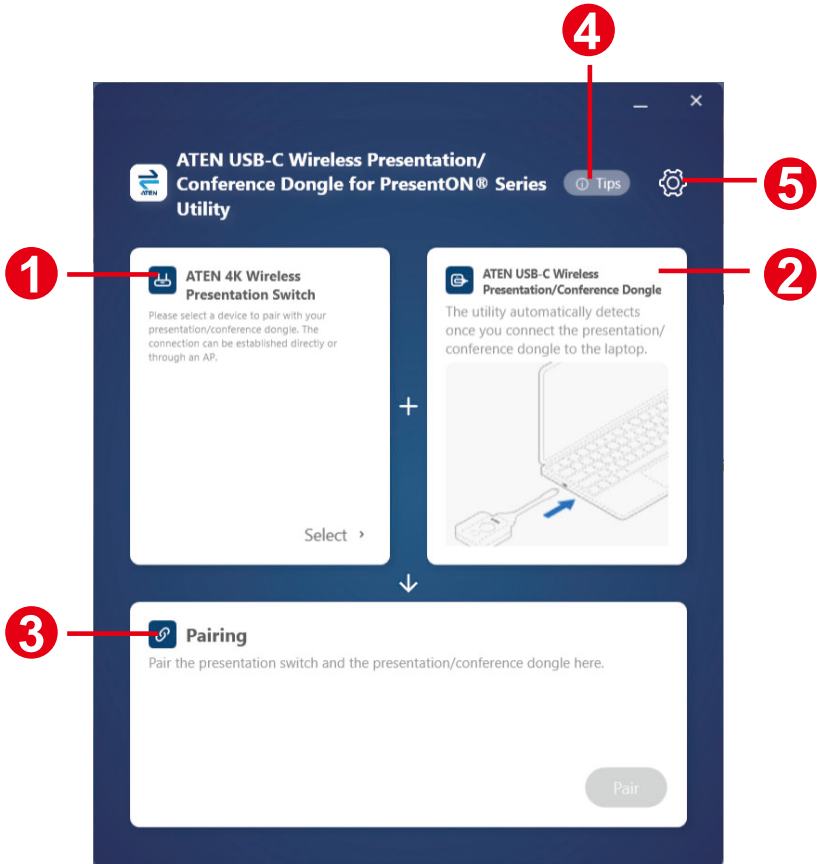 4
ATEN USB-C Wireless Presentation/
Conference Dongle for PresentON® Series
Utility
ATEN
Tips
5
1
ATEN 4K Wireless
Presentation Switch
Please select a device to pair with your
presentation/conference dongle. The
connection can be established directly or
through an AP.
Select >
2
ATEN USB-C Wireless
Presentation/Conference Dongle
The utility automatically detects
once you connect the presentation/
conference dongle to the laptop.
+
3
Pairing
Pair the presentation switch and the presentation/conference dongle here.
Pair